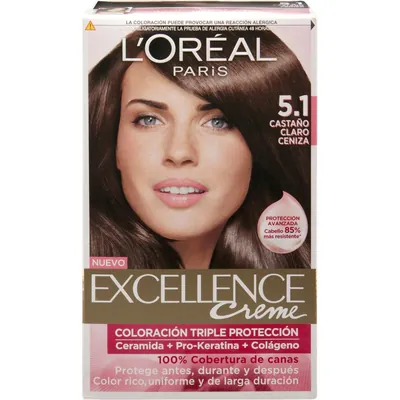 LA COLORACIÓN PUEDE PROVOCAR UNA REACCIÓN ALÉRGICA
L'ORÉAL
PARIS
5.1
CASTAÑO
CLARO
CENIZA
PROTECCIÓN
AVANZADA
Cabello 85%
más resistente*
NUEVO
EXCELLENCE
Creme
COLORACIÓN TRIPLE PROTECCIÓN
Ceramida + Pro-Keratina + Colágeno
100% Cobertura de canas
Protege antes, durante y después
Color rico, uniforme y de larga duración